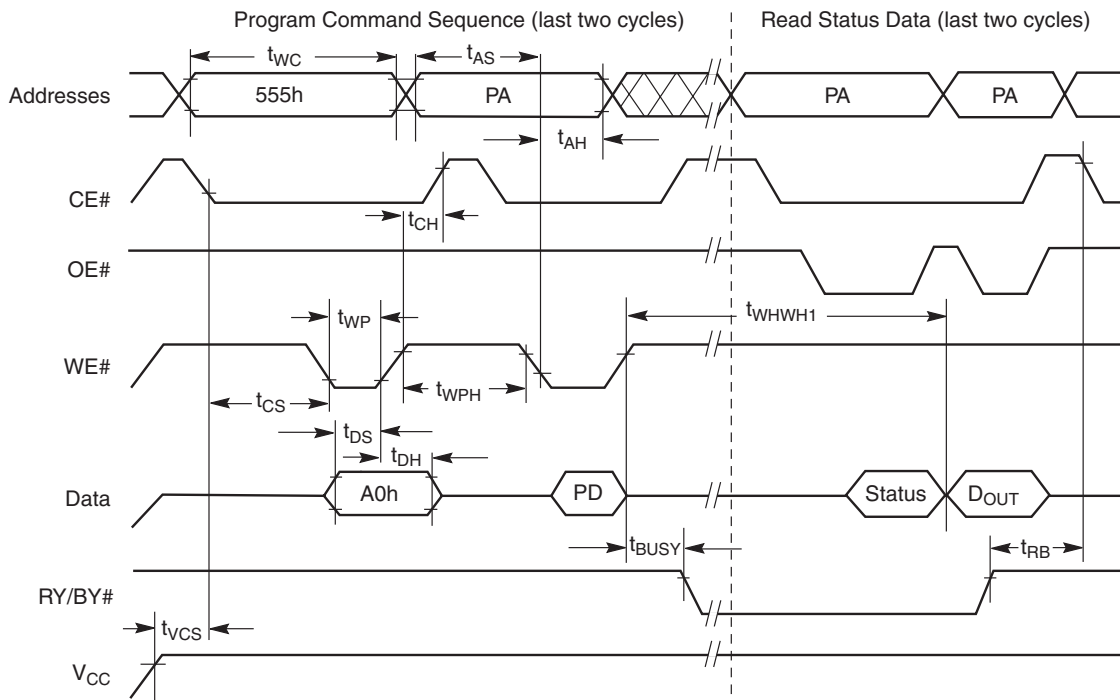 Program Command Sequence (last two cycles)
Read Status Data (last two cycles)
tWC
tAS
Addresses
555h
PA
PA
PA
tAH
CE#
tCH
OE#
tWP
tWHWH1
WE#
tCS
tWPH
tDS
tDH
Data
A0h
PD
Status
DOUT
tBUSY
tRB
RY/BY#
tVCS
VCC